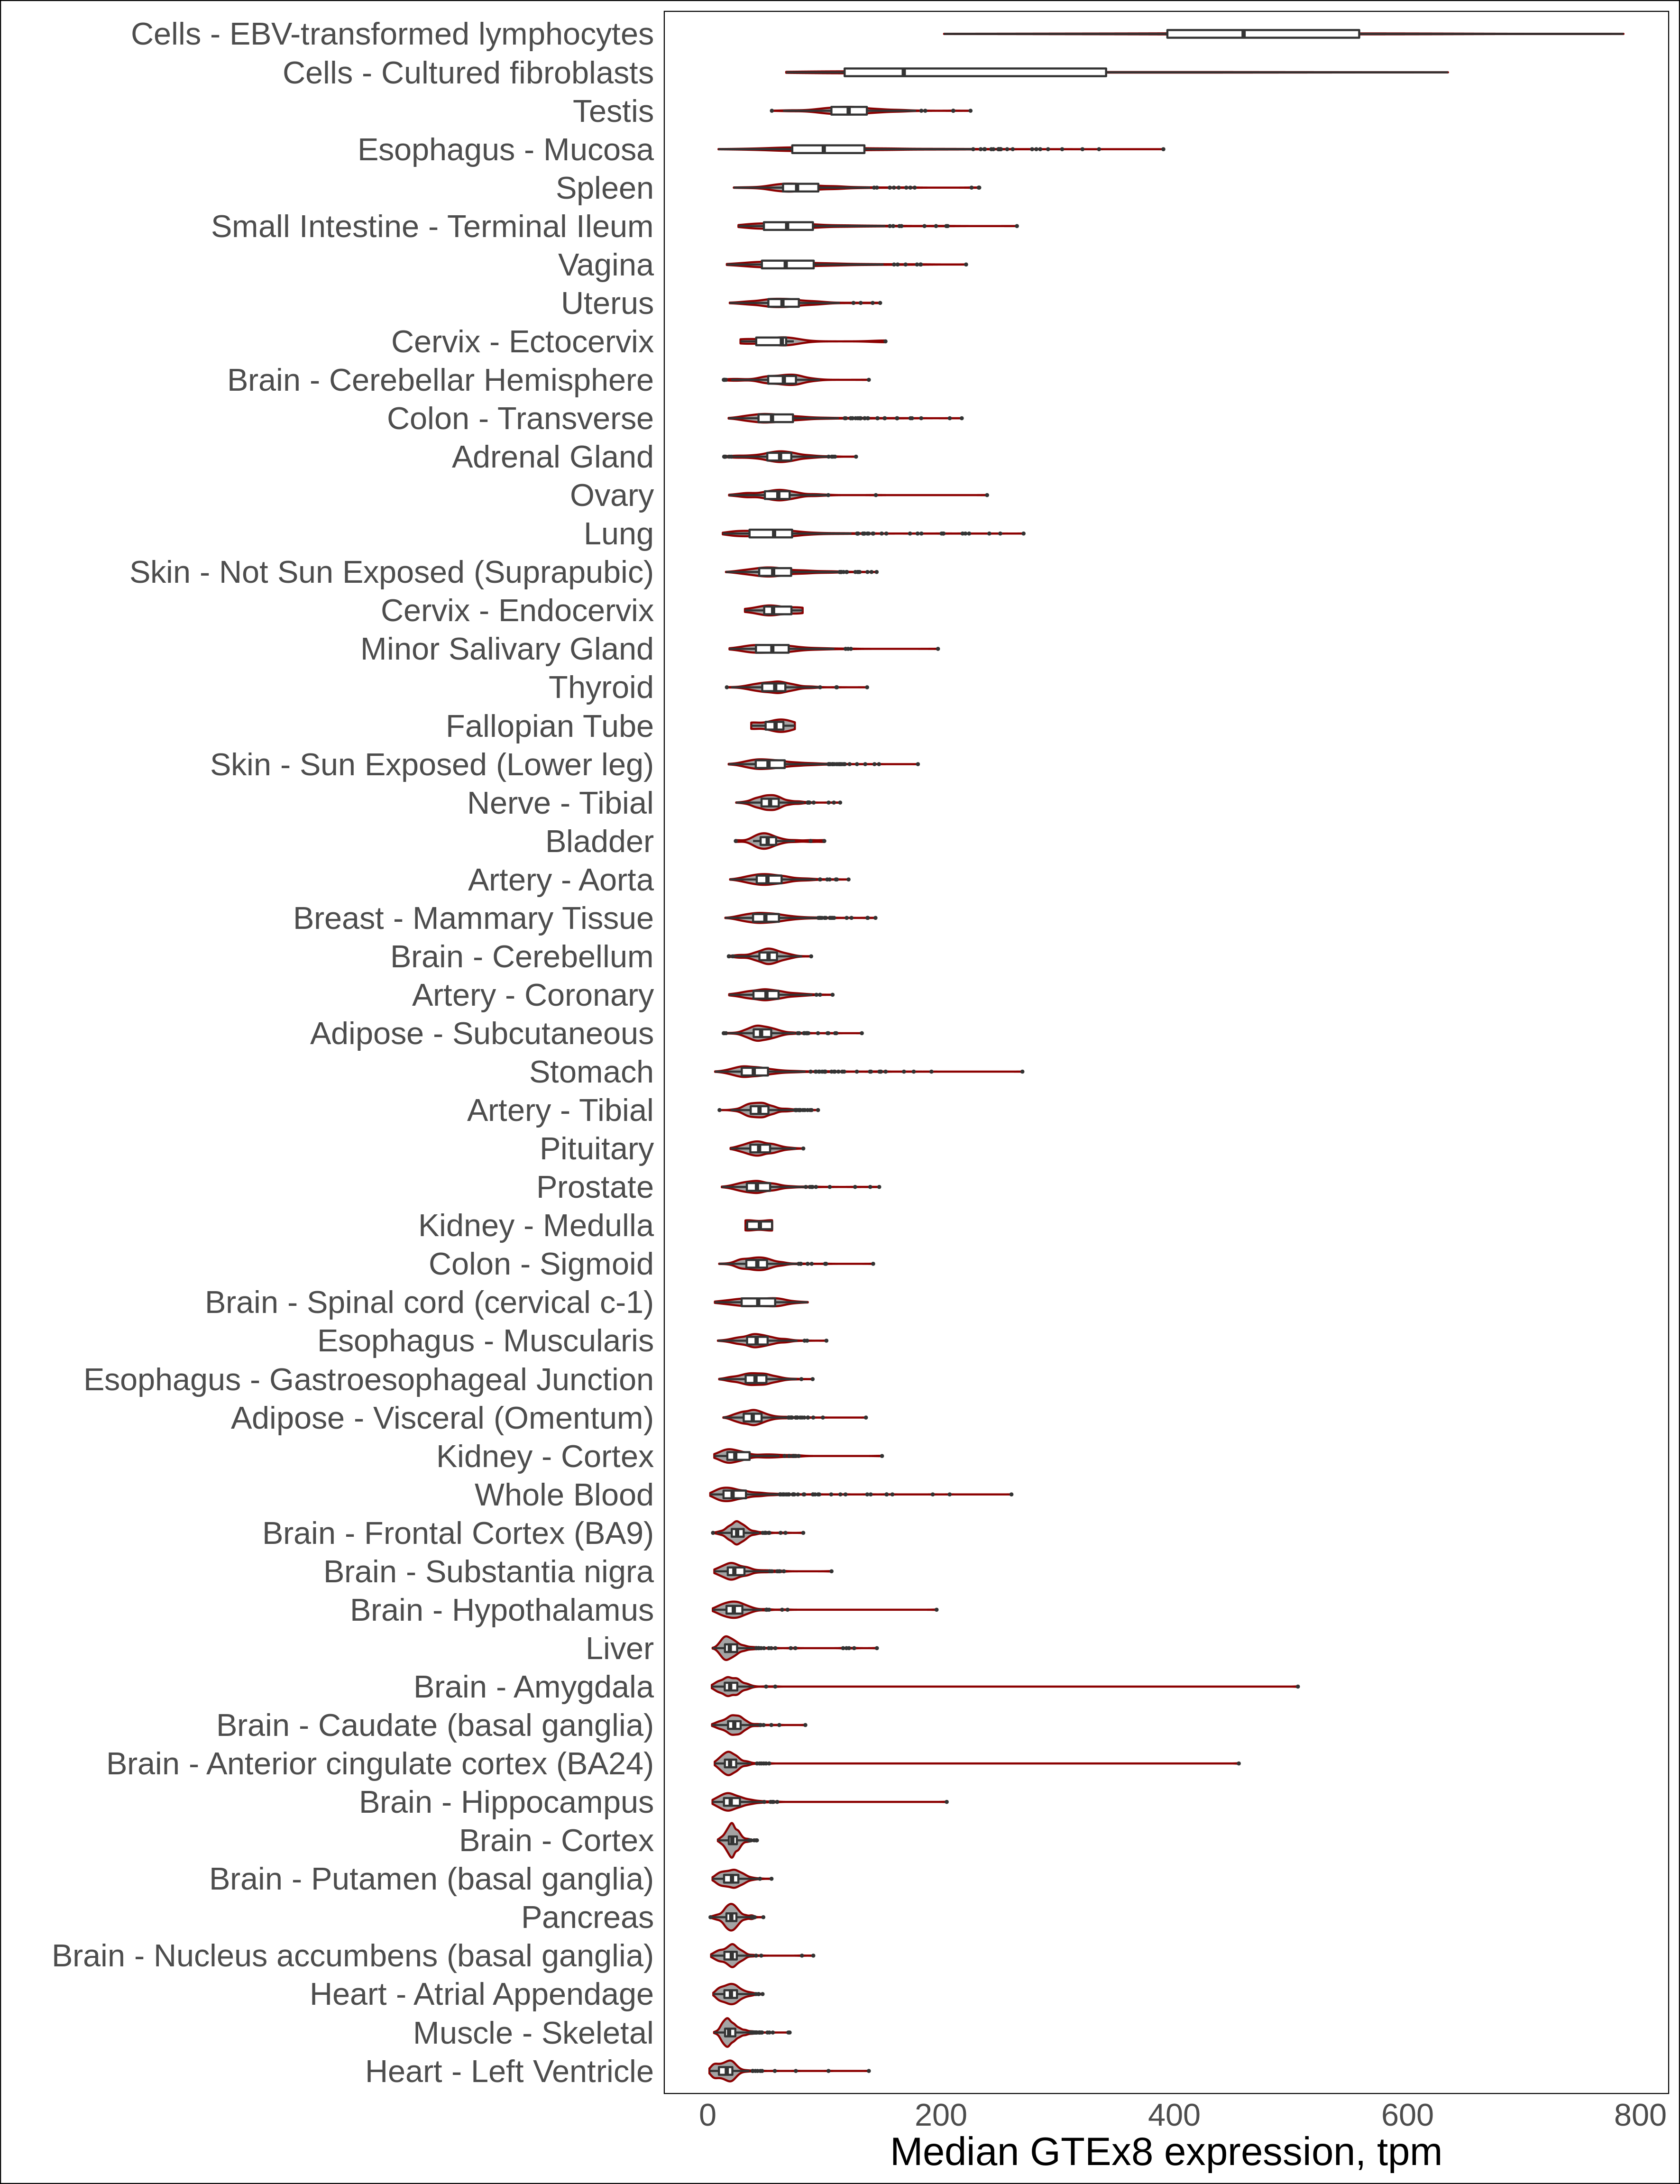 Cells - EBV-transformed lymphocytes
Cells - Cultured fibroblasts
Testis
Esophagus - Mucosa
Spleen
Small Intestine - Terminal Ileum
Vagina
Uterus
Cervix - Ectocervix
Brain - Cerebellar Hemisphere
Colon - Transverse
Adrenal Gland
Ovary
Lung
Skin - Not Sun Exposed (Suprapubic)
Cervix - Endocervix
Minor Salivary Gland
Thyroid
Fallopian Tube
Skin - Sun Exposed (Lower leg)
Nerve - Tibial
Bladder
Artery - Aorta
Breast - Mammary Tissue
Brain - Cerebellum
Artery - Coronary
Adipose - Subcutaneous
Stomach
Artery - Tibial
Pituitary
Prostate
Kidney - Medulla
Colon - Sigmoid
Brain - Spinal cord (cervical c-1)
Esophagus - Muscularis
Esophagus - Gastroesophageal Junction
Adipose - Visceral (Omentum)
Kidney - Cortex
Whole Blood
Brain - Frontal Cortex (BA9)
Brain - Substantia nigra
Brain - Hypothalamus
Liver
Brain - Amygdala
Brain - Caudate (basal ganglia)
Brain - Anterior cingulate cortex (BA24)
Brain - Hippocampus
Brain - Cortex
Brain - Putamen (basal ganglia)
Pancreas
Brain - Nucleus accumbens (basal ganglia)
Heart - Atrial Appendage
Muscle - Skeletal
Heart - Left Ventricle
0 200 400 600 800
Median GTEx8 expression, tpm